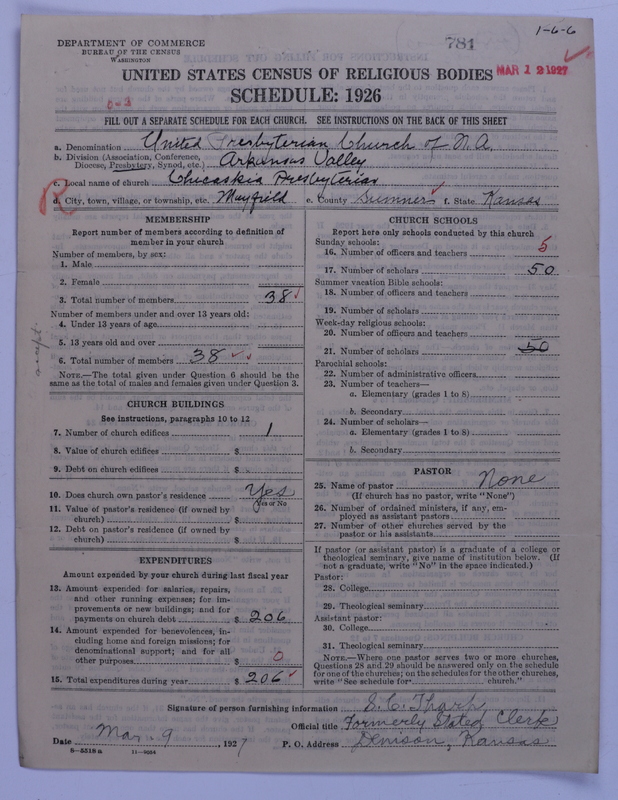 1-6-6
781
DEPARTMENT OF COMMERCE
BUREAU OF THE CENSUS
WASHINGTON
MAR 12 1927
UNITED STATES CENSUS OF RELIGIOUS BODIES
SCHEDULE: 1926
FILL OUT A SEPARATE SCHEDULE FOR EACH CHURCH. SEE INSTRUCTIONS ON THE BACK OF THIS SHEET
a. Denomination United Presbyterian Church of N.A.
b. Division (Association, Conference, Diocese, Presbytery, Synod, etc.) Arkansas Valley
c. Local name of church Chicaskia Presbyterian
d. City, town, village, or township, etc. Mayfield e. County Sumner f. State Kansas
R
MEMBERSHIP
Report number of members according to definition of
member in your church
Number of members, by sex:
1. Male
2. Female
3. Total number of members 38
Number of members under and over 13 years old:
4. Under 13 years of age
5. 13 years old and over
6. Total number of members 38
NOTE.—The total given under Question 6 should be the
same as the total of males and females given under Question 3.
CHURCH BUILDINGS
See instructions, paragraphs 10 to 12
7. Number of church edifices 1
8. Value of church edifices $
9. Debt on church edifices $
10. Does church own pastor's residence Yes
Yes or No
11. Value of pastor's residence (if owned by
church) $
12. Debt on pastor's residence (if owned by
church) $
EXPENDITURES
Amount expended by your church during last fiscal year
13. Amount expended for salaries, repairs,
and other running expenses; for im-
provements or new buildings; and for
payments on church debt $ 206
14. Amount expended for benevolences, in-
cluding home and foreign missions; for
denominational support; and for all
other purposes $ 0
15. Total expenditures during year $ 206
CHURCH SCHOOLS
Report here only schools conducted by this church
Sunday schools:
16. Number of officers and teachers 5
17. Number of scholars 50
Summer vacation Bible schools:
18. Number of officers and teachers
19. Number of scholars
Week-day religious schools:
20. Number of officers and teachers
21. Number of scholars 50
Parochial schools:
22. Number of administrative officers
23. Number of teachers—
a. Elementary (grades 1 to 8)
b. Secondary
24. Number of scholars—
a. Elementary (grades 1 to 8)
b. Secondary
PASTOR
25. Name of pastor None
(If church has no pastor, write "None")
26. Number of ordained ministers, if any, em-
ployed as assistant pastors
27. Number of other churches served by the
pastor or his assistants
If pastor (or assistant pastor) is a graduate of a college or
theological seminary, give name of institution below. (If
not a graduate, write "No" in the space indicated.)
Pastor:
28. College
29. Theological seminary
Assistant pastor:
30. College
31. Theological seminary
NOTE.—Where one pastor serves two or more churches,
Questions 28 and 29 should be answered only on the schedule
for one of the churches; on the schedules for the other churches,
write "See schedule for church."
Signature of person furnishing information S. C. Tharp
Official title Formerly Stated Clerk
Date Mar. 9, 1927 P. O. Address Denison, Kansas
8-5518a 11-9064